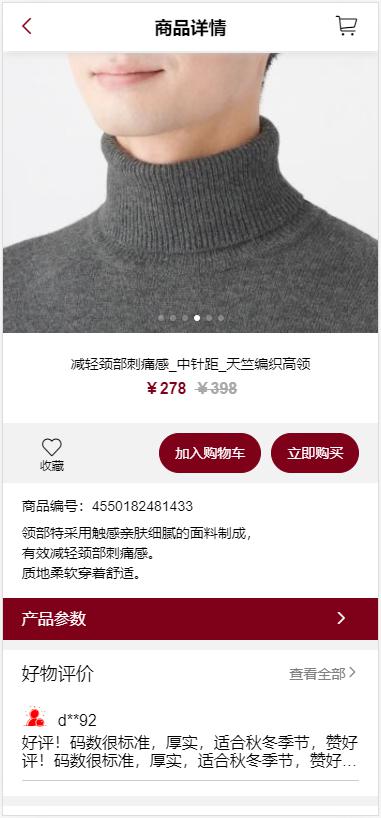 商品详情
减轻颈部刺痛感_中针距_天竺编织高领
￥278 ￥398
收藏 加入购物车 立即购买
商品编号：4550182481433
领部特采用触感亲肤细腻的面料制成，
有效减轻颈部刺痛感。
质地柔软穿着舒适。
产品参数
好物评价 查看全部
d**92
好评！码数很标准，厚实，适合秋冬季节，赞好
评！码数很标准，厚实，适合秋冬季节，赞好…